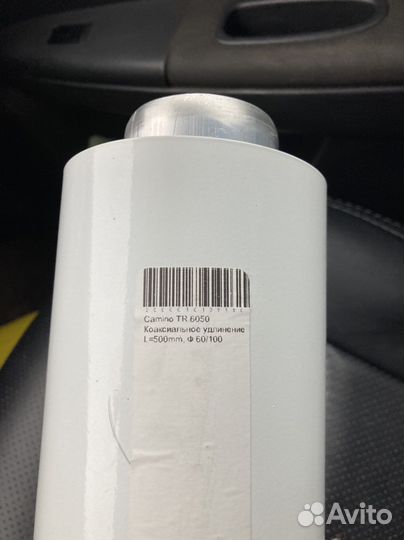 Camino TR 6050
Коаксиальное удлинение
L=500mm, Ф 60/100
Avito